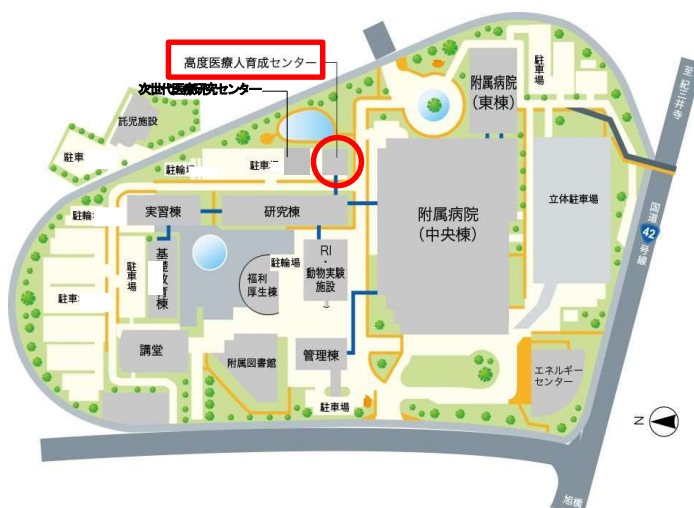 高度医療人育成センター
次世代医療研究センター
託児施設
駐車
駐輪
駐車
附属病院
(東棟)
駐車場
至 紀三井寺
駐輪
実習棟
研究棟
附属病院
(中央棟)
立体駐車場
国道
42
号線
駐車
駐車場
基礎教育棟
福利
厚生棟
駐輪場
RI
・
動物実験
施設
講堂
附属図書館
管理棟
駐車場
エネルギー
センター
N
旭橋